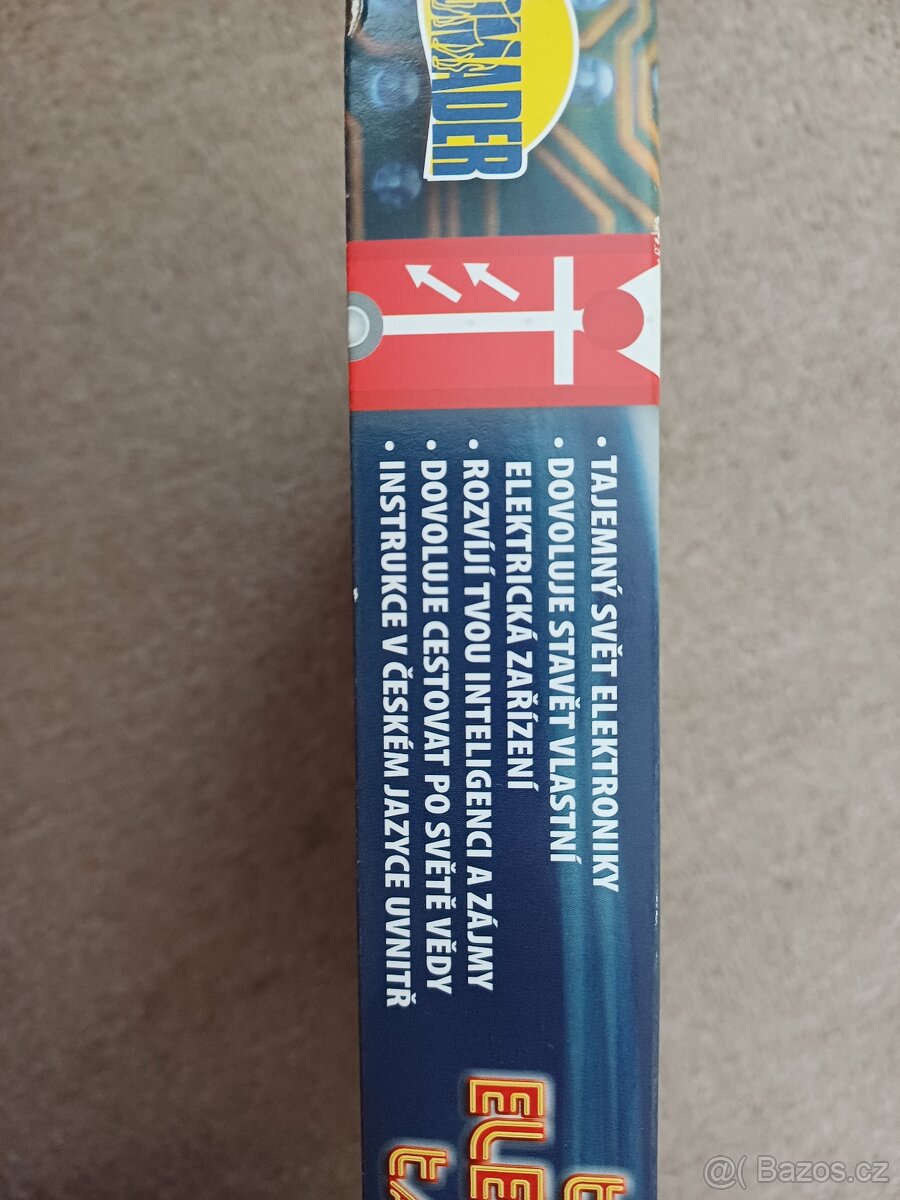 • TAJEMNÝ SVĚT ELEKTRONIKY
• DOVOLUJE STAVĚT VLASTNÍ
ELEKTRICKÁ ZAŘÍZENÍ
• ROZVÍJÍ TVOU INTELIGENCI A ZÁJMY
• DOVOLUJE CESTOVAT PO SVĚTĚ VĚDY
• INSTRUKCE V ČESKÉM JAZYCE UVNITŘ
@( Bazos.cz